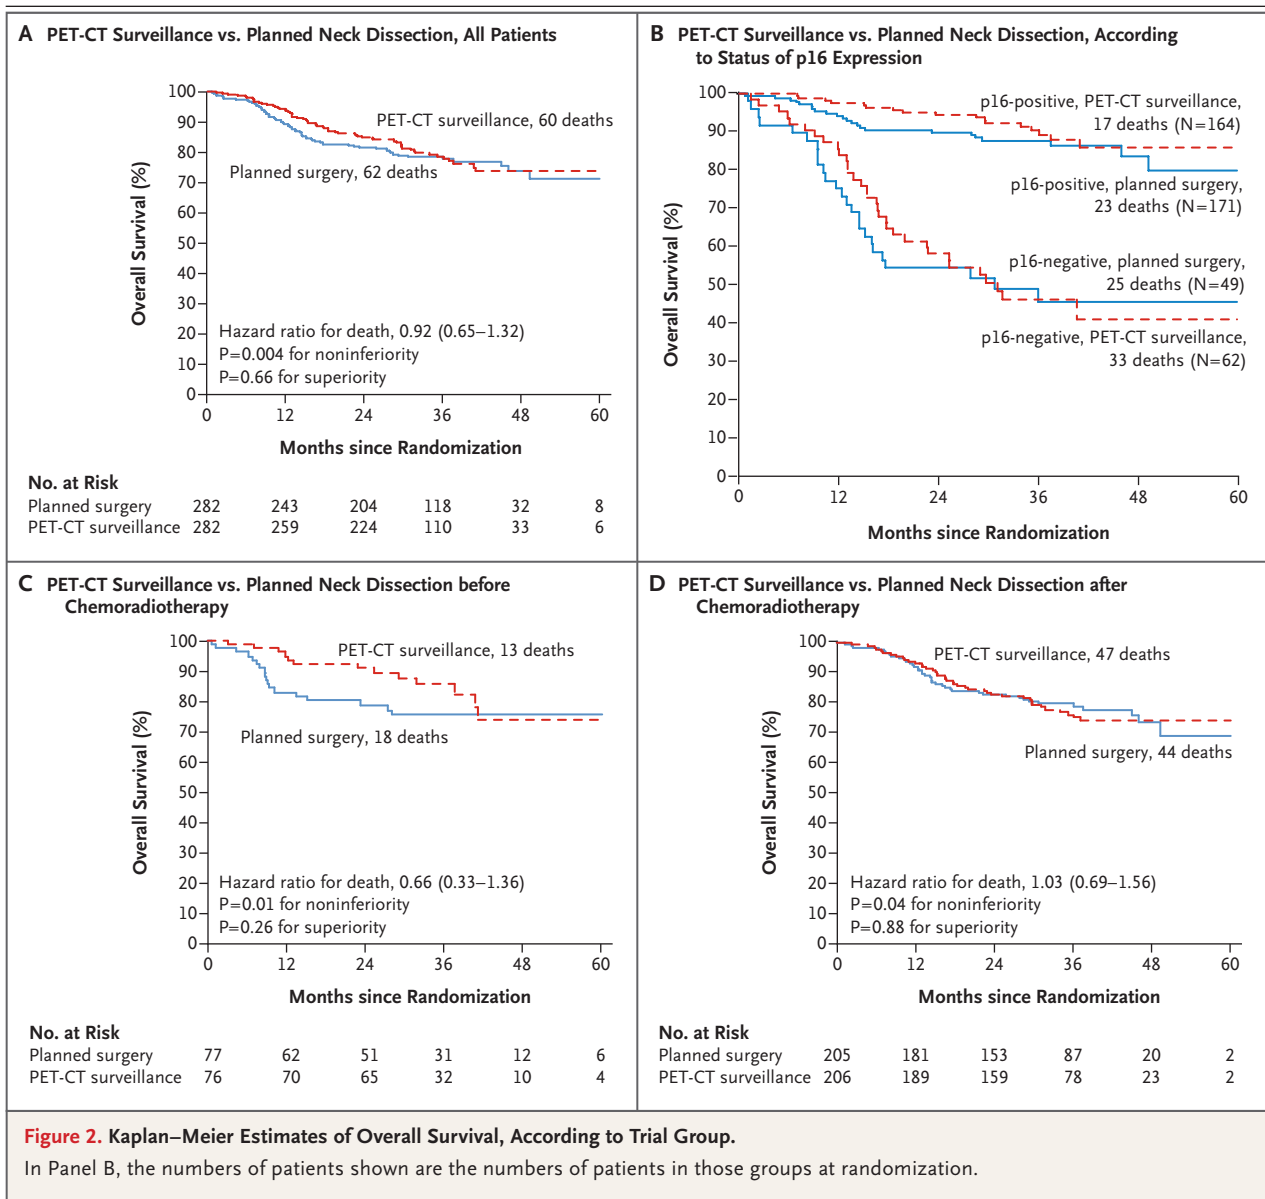 A PET-CT Surveillance vs. Planned Neck Dissection, All Patients
100
90
80
70
60
50
40
30
20
10
0
Overall Survival (%)
PET-CT surveillance, 60 deaths
Planned surgery, 62 deaths
Hazard ratio for death, 0.92 (0.65–1.32)
P=0.004 for noninferiority
P=0.66 for superiority
0 12 24 36 48 60
Months since Randomization
No. at Risk
Planned surgery 282 243 204 118 32 8
PET-CT surveillance 282 259 224 110 33 6
B PET-CT Surveillance vs. Planned Neck Dissection, According
to Status of p16 Expression
100
90
80
70
60
50
40
30
20
10
0
Overall Survival (%)
p16-positive, PET-CT surveillance,
17 deaths (N=164)
p16-positive, planned surgery,
23 deaths (N=171)
p16-negative, planned surgery,
25 deaths (N=49)
p16-negative, PET-CT surveillance,
33 deaths (N=62)
0 12 24 36 48 60
Months since Randomization
C PET-CT Surveillance vs. Planned Neck Dissection before
Chemoradiotherapy
100
90
80
70
60
50
40
30
20
10
0
Overall Survival (%)
PET-CT surveillance, 13 deaths
Planned surgery, 18 deaths
Hazard ratio for death, 0.66 (0.33–1.36)
P=0.01 for noninferiority
P=0.26 for superiority
0 12 24 36 48 60
Months since Randomization
No. at Risk
Planned surgery 77 62 51 31 12 6
PET-CT surveillance 76 70 65 32 10 4
D PET-CT Surveillance vs. Planned Neck Dissection after
Chemoradiotherapy
100
90
80
70
60
50
40
30
20
10
0
Overall Survival (%)
PET-CT surveillance, 47 deaths
Planned surgery, 44 deaths
Hazard ratio for death, 1.03 (0.69–1.56)
P=0.04 for noninferiority
P=0.88 for superiority
0 12 24 36 48 60
Months since Randomization
No. at Risk
Planned surgery 205 181 153 87 20 2
PET-CT surveillance 206 189 159 78 23 2
Figure 2. Kaplan–Meier Estimates of Overall Survival, According to Trial Group.
In Panel B, the numbers of patients shown are the numbers of patients in those groups at randomization.